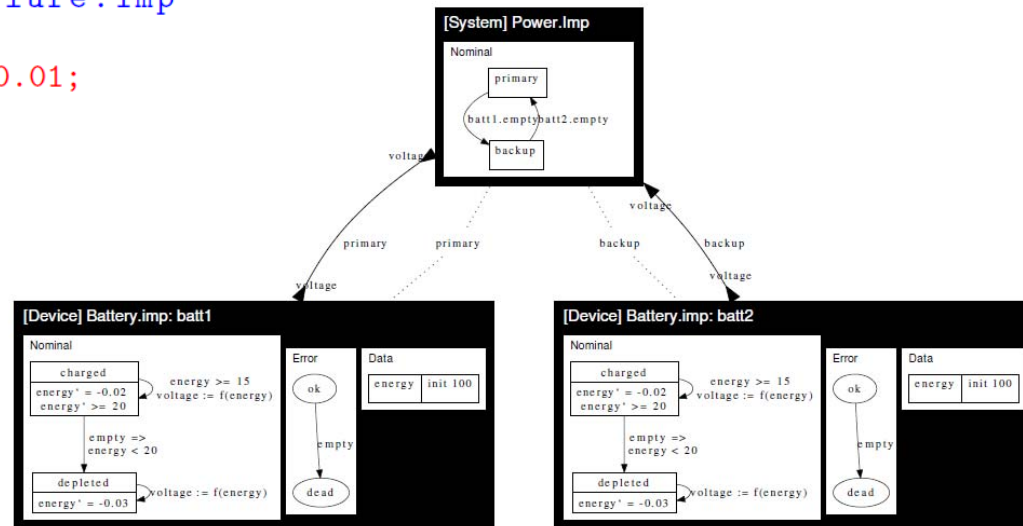 lure.imp
0.01;
[System] Power.Imp
Nominal
primary
batt1.empty
batt2.empty
backup
voltage
voltage
primary
primary
backup
backup
voltage
voltage
[Device] Battery.imp: batt1
Nominal
charged
energy' = -0.02
energy' >= 20
energy >= 15
voltage := f(energy)
empty =>
energy < 20
depleted
energy' = -0.03
voltage := f(energy)
Error
ok
empty
dead
Data
energy init 100
[Device] Battery.imp: batt2
Nominal
charged
energy' = -0.02
energy' >= 20
energy >= 15
voltage := f(energy)
empty =>
energy < 20
depleted
energy' = -0.03
voltage := f(energy)
Error
ok
empty
dead
Data
energy init 100